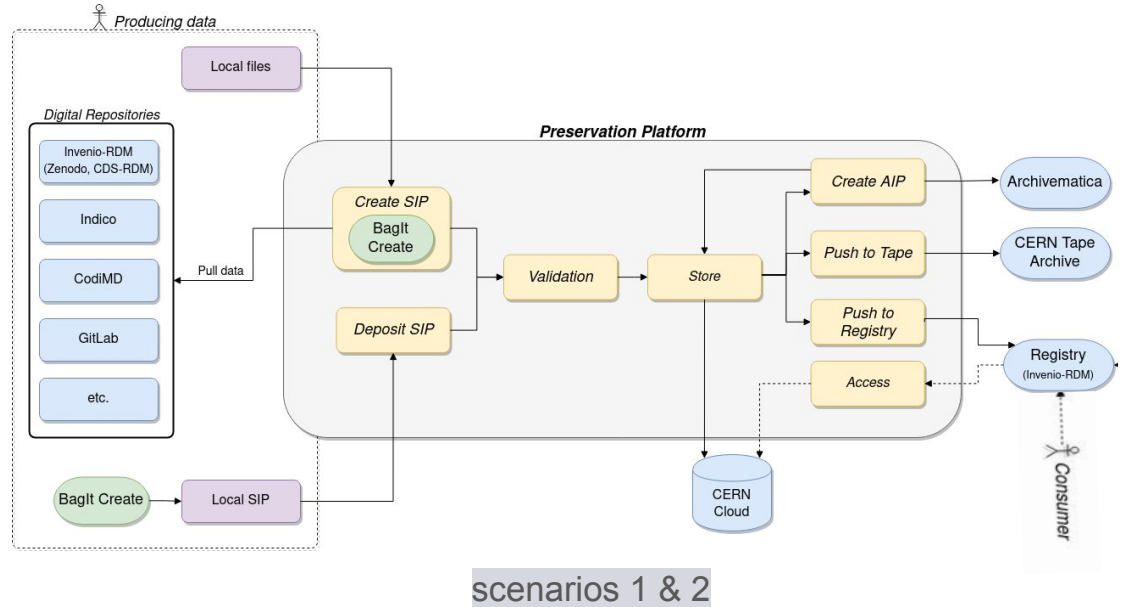 Producing data
Local files
Digital Repositories
Invenio-RDM
(Zenodo, CDS-RDM)
Indico
CodiMD
GitLab
etc.
BagIt Create
Local SIP
Pull data
Preservation Platform
Create SIP
BagIt
Create
Deposit SIP
Validation
Store
Create AIP
Push to Tape
Push to
Registry
Access
Archivematica
CERN Tape
Archive
Registry
(Invenio-RDM)
Consumer
CERN
Cloud
scenarios 1 & 2